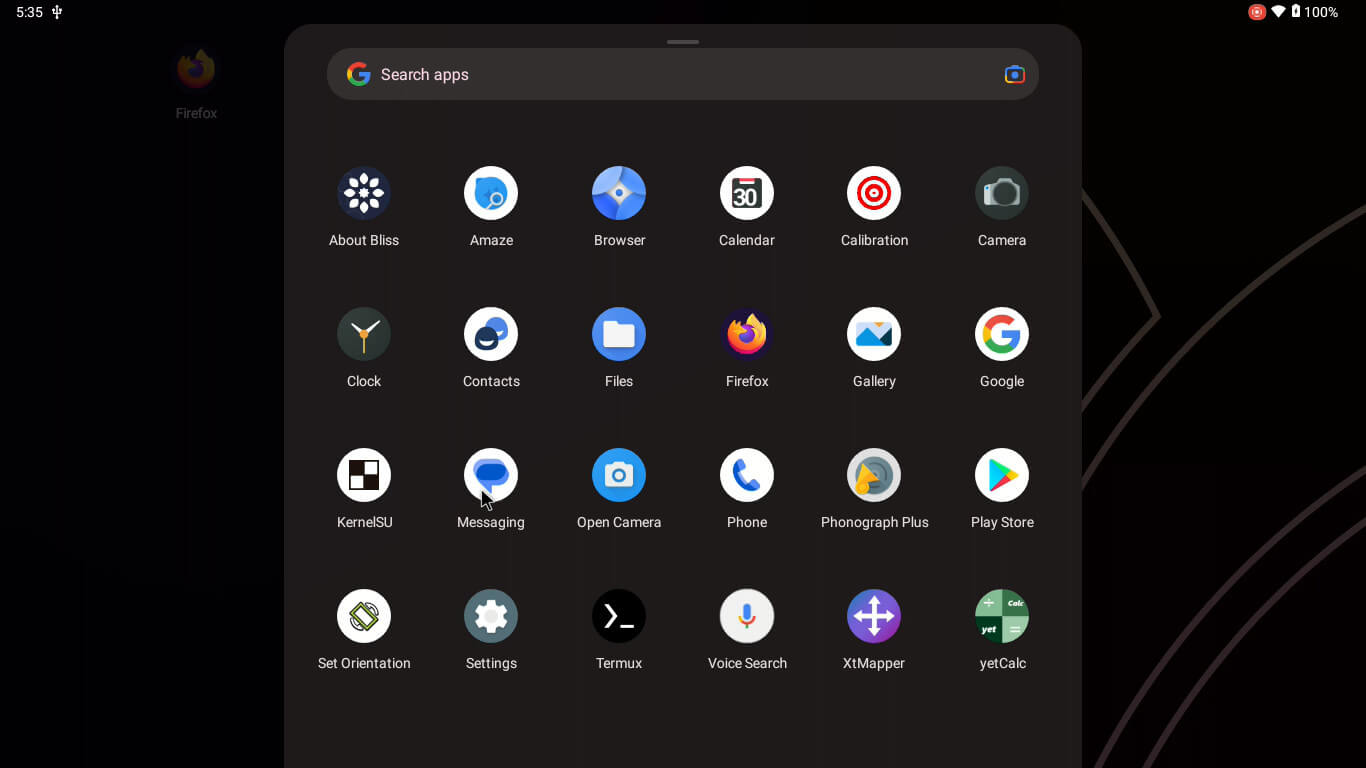 5:35
100%
Firefox
Search apps
About Bliss
Amaze
Browser
30
Calendar
Calibration
Camera
Clock
Contacts
Files
Firefox
Gallery
Google
KernelSU
Messaging
Open Camera
Phone
Phonograph Plus
Play Store
Calc
yet
Set Orientation
Settings
Termux
Voice Search
XtMapper
yetCalc